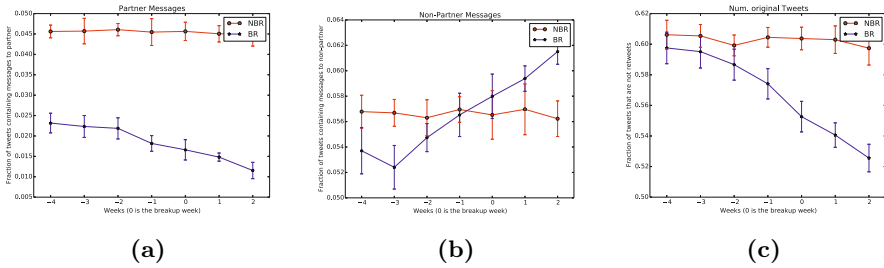 Partner Messages
Fraction of tweets containing messages to partner
0.050
0.045
0.040
0.035
0.030
0.025
0.020
0.015
0.010
0.005
NBR
BR
−4 −3 −2 −1 0 1 2
Weeks (0 is the breakup week)
(a)
Non-Partner Messages
Fraction of tweets containing messages to non-partner
0.064
0.062
0.060
0.058
0.056
0.054
0.052
0.050
NBR
BR
−4 −3 −2 −1 0 1 2
Weeks (0 is the breakup week)
(b)
Num. original Tweets
Fraction of tweets that are not retweets
0.62
0.60
0.58
0.56
0.54
0.52
0.50
NBR
BR
−4 −3 −2 −1 0 1 2
Weeks (0 is the breakup week)
(c)